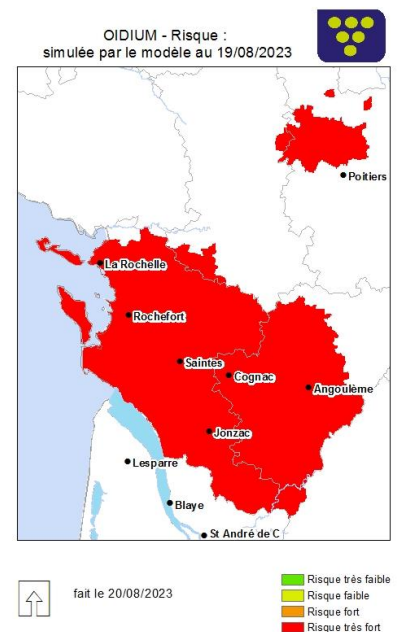 OIDIUM - Risque :
simulée par le modèle au 19/08/2023
Poitiers
La Rochelle
Rochefort
Saintes
Cognac
Angoulème
Jonzac
Lesparre
Blaye
St André de C
fait le 20/08/2023
Risque très faible
Risque faible
Risque fort
Risque très fort